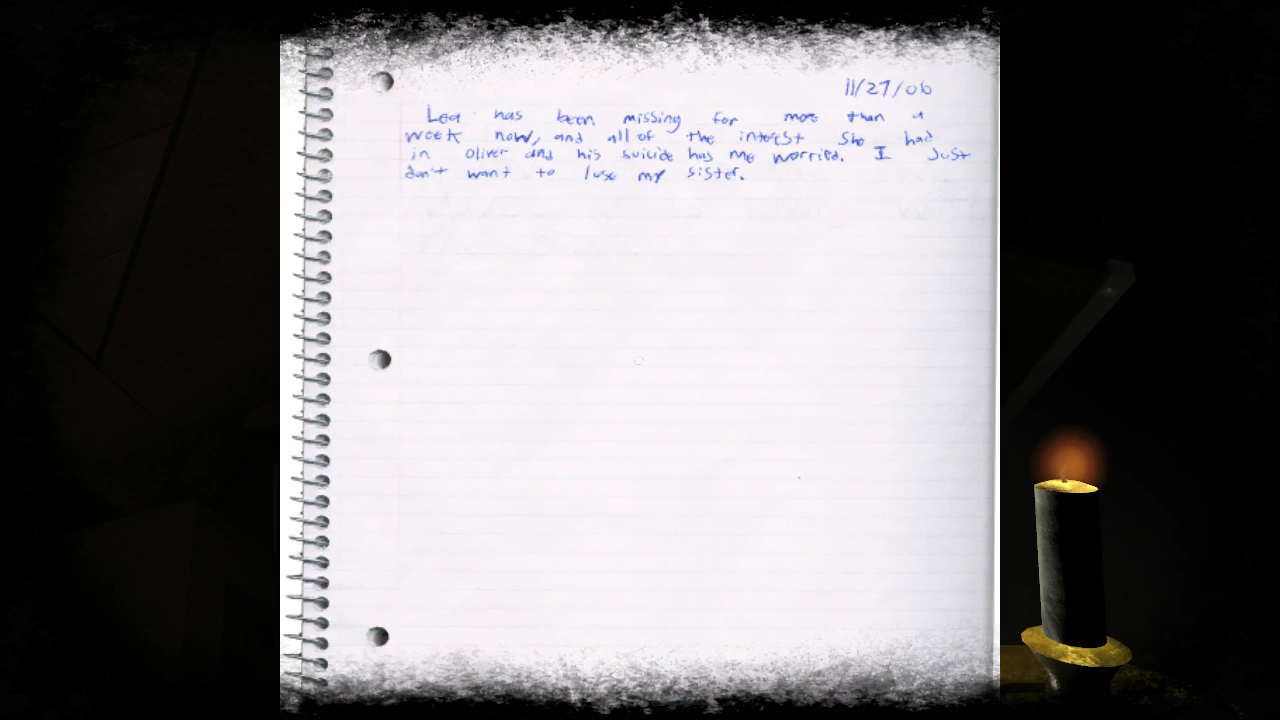 11/27/06
Lea has been missing for more than a
week now, and all of the interest she had
in Oliver and his suicide has me worried. I Just
don't want to lose my sister.